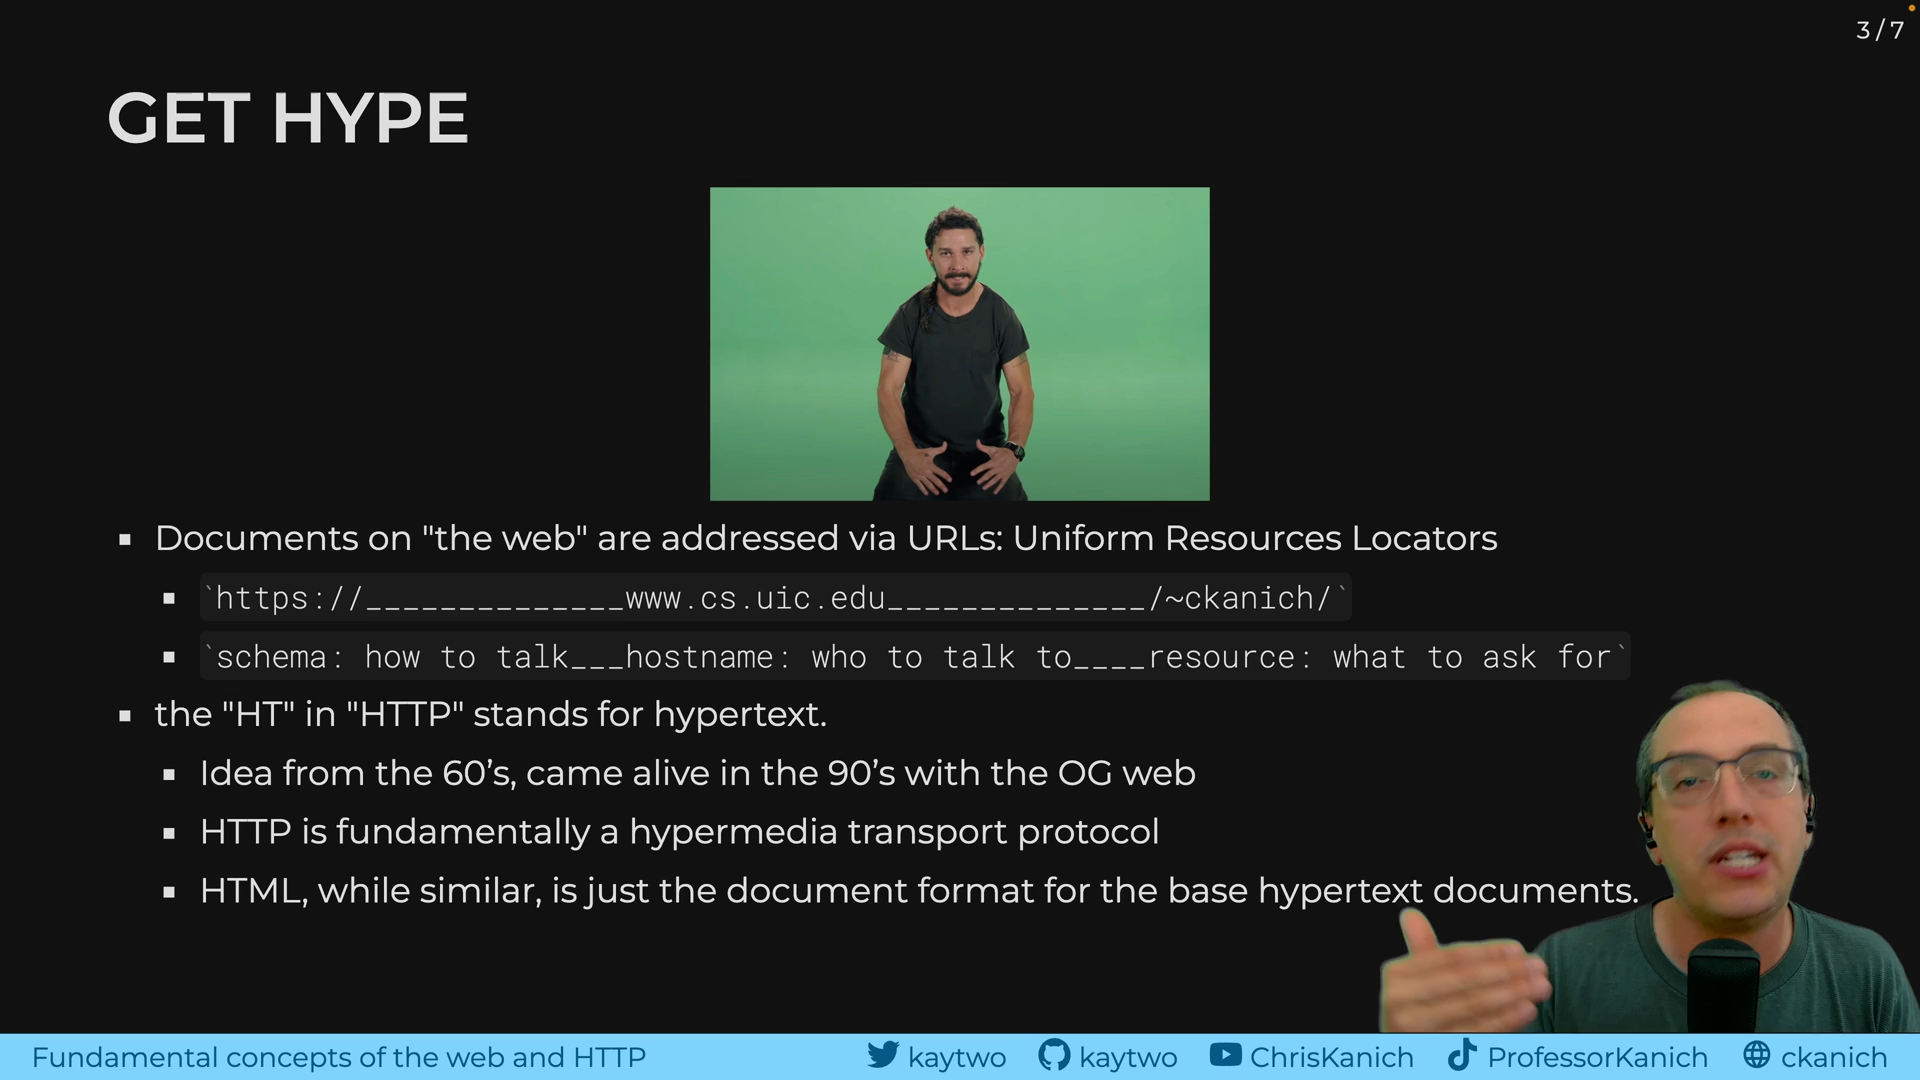 3/7
GET HYPE
Documents on "the web" are addressed via URLs: Uniform Resources Locators
`https://______________www.cs.uic.edu______________/~ckanich/`
`schema: how to talk___hostname: who to talk to____resource: what to ask for`
the "HT" in "HTTP" stands for hypertext.
Idea from the 60’s, came alive in the 90’s with the OG web
HTTP is fundamentally a hypermedia transport protocol
HTML, while similar, is just the document format for the base hypertext documents.
Fundamental concepts of the web and HTTP kaytwo kaytwo ChrisKanich ProfessorKanich ckanich